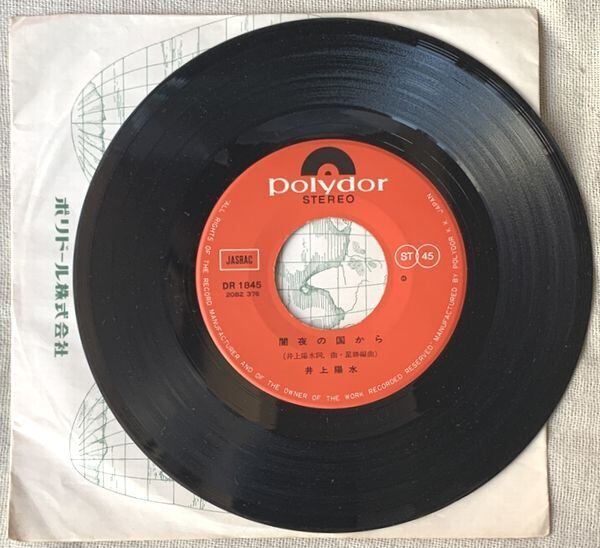 polydor
STEREO
JASRAC
DR 1845
2082 376
ST 45
℗
闇夜の国から
(井上陽水詞、曲・星勝編曲)
井上陽水
ALL RIGHTS OF THE RECORD MANUFACTURER AND OF THE OWNER OF THE WORK RECORDED RESERVED. MANUFACTURED BY POLYDOR K.K. JAPAN
ポリドール株式会社